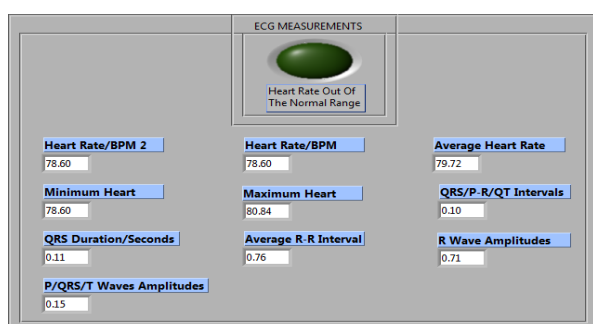 ECG MEASUREMENTS
Heart Rate Out Of
The Normal Range
Heart Rate/BPM 2
78.60
Heart Rate/BPM
78.60
Average Heart Rate
79.72
Minimum Heart
78.60
Maximum Heart
80.84
QRS/P-R/QT Intervals
0.10
QRS Duration/Seconds
0.11
Average R-R Interval
0.76
R Wave Amplitudes
0.71
P/QRS/T Waves Amplitudes
0.15